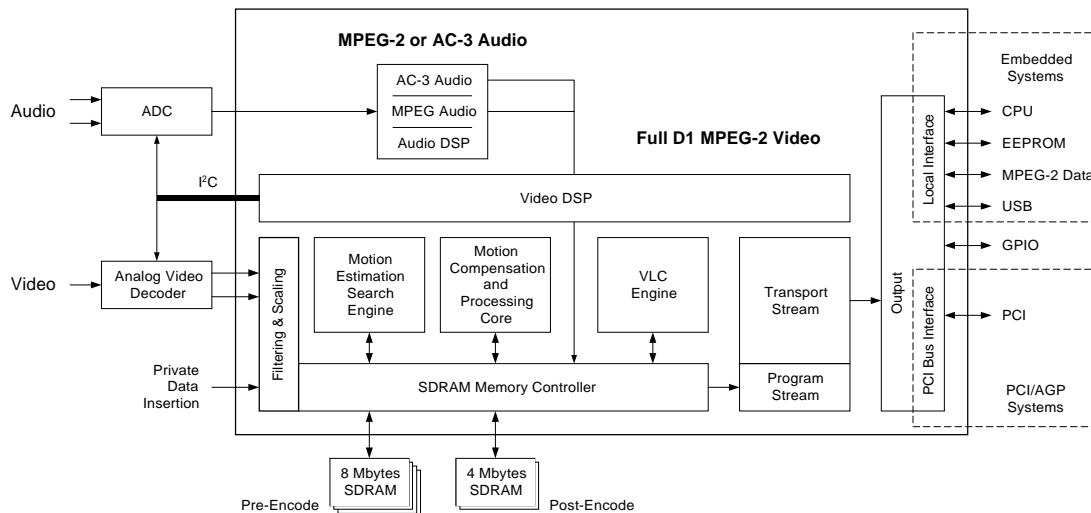 MPEG-2 or AC-3 Audio
Embedded
Systems
AC-3 Audio
MPEG Audio
Audio DSP
Audio
ADC
Full D1 MPEG-2 Video
Local Interface
CPU
EEPROM
MPEG-2 Data
USB
I²C
Video DSP
GPIO
Video
Analog Video
Decoder
Filtering & Scaling
Motion
Estimation
Search
Engine
Motion
Compensation
and
Processing
Core
VLC
Engine
Transport
Stream
Output
PCI Bus Interface
PCI
Private
Data
Insertion
SDRAM Memory Controller
Program
Stream
PCI/AGP
Systems
8 Mbytes
SDRAM
Pre-Encode
4 Mbytes
SDRAM
Post-Encode